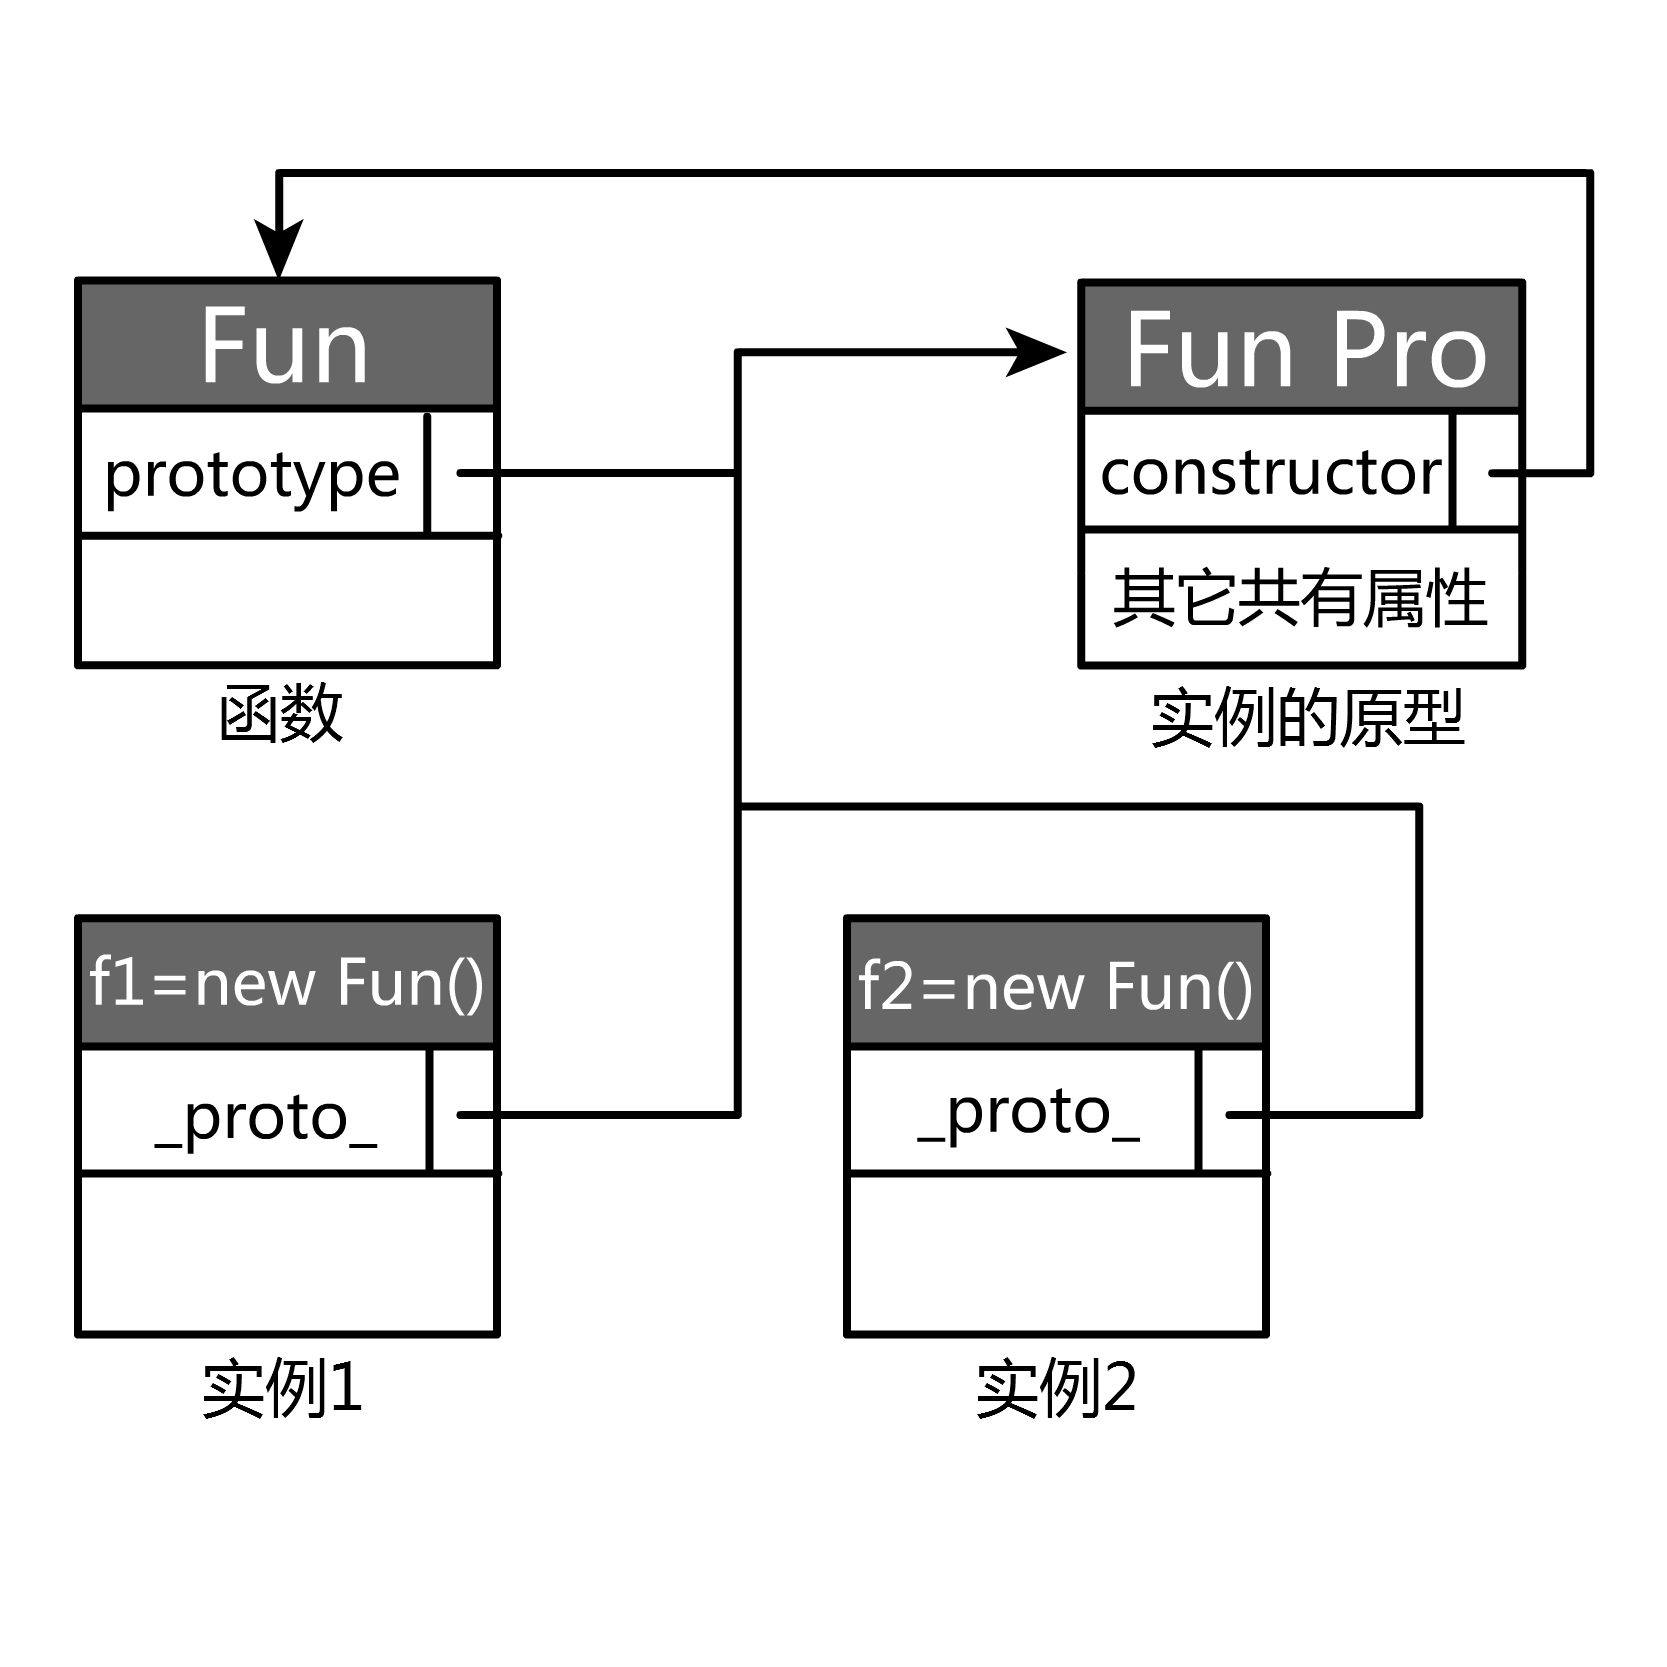 Fun
prototype
函数
Fun Pro
constructor
其它共有属性
实例的原型
f1=new Fun()
_proto_
实例1
f2=new Fun()
_proto_
实例2